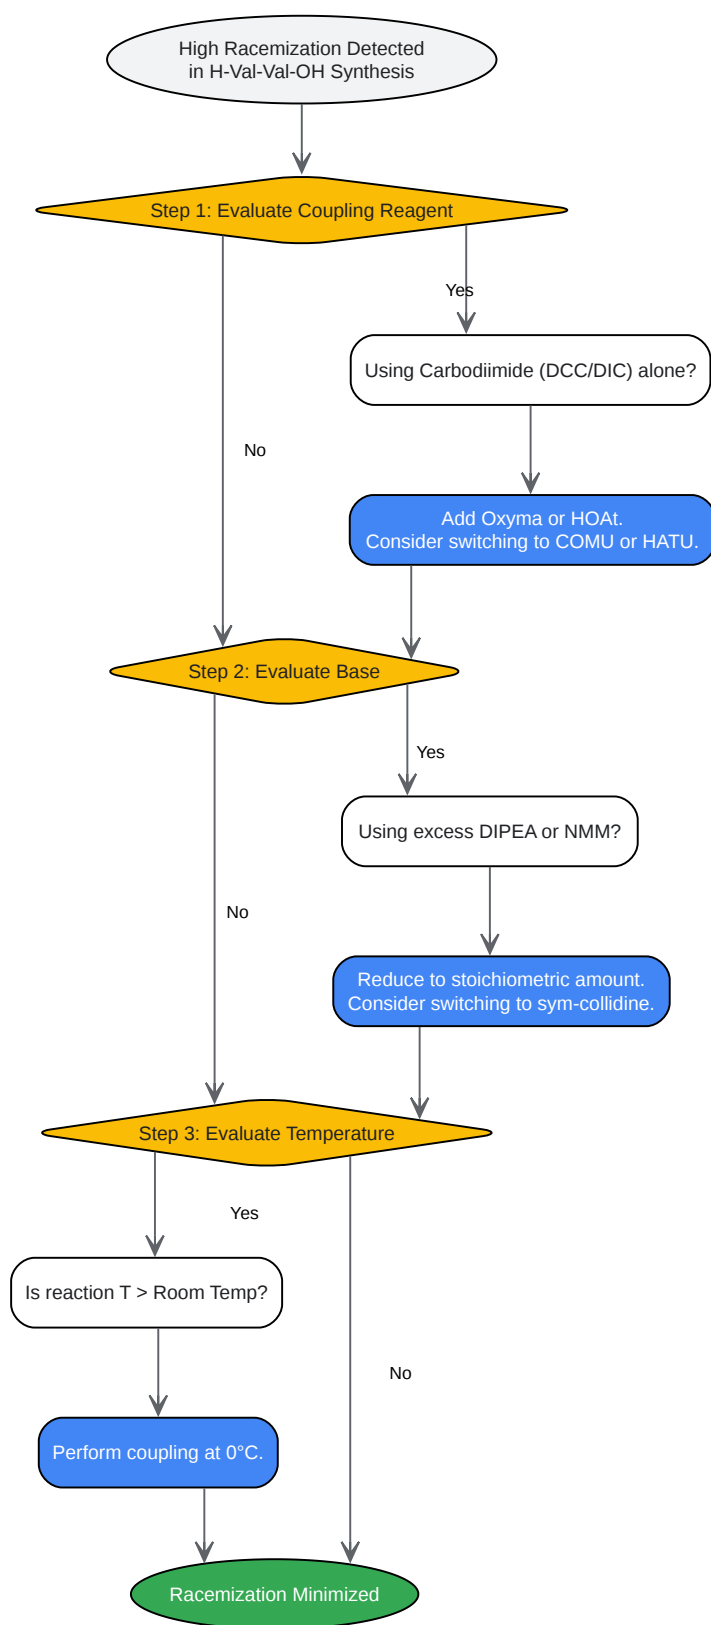 High Racemization Detected
in H-Val-Val-OH Synthesis
Step 1: Evaluate Coupling Reagent
Yes
Using Carbodiimide (DCC/DIC) alone?
No
Add Oxyma or HOAt.
Consider switching to COMU or HATU.
Step 2: Evaluate Base
Yes
Using excess DIPEA or NMM?
No
Reduce to stoichiometric amount.
Consider switching to sym-collidine.
Step 3: Evaluate Temperature
Yes
Is reaction T > Room Temp?
No
Perform coupling at 0°C.
Racemization Minimized